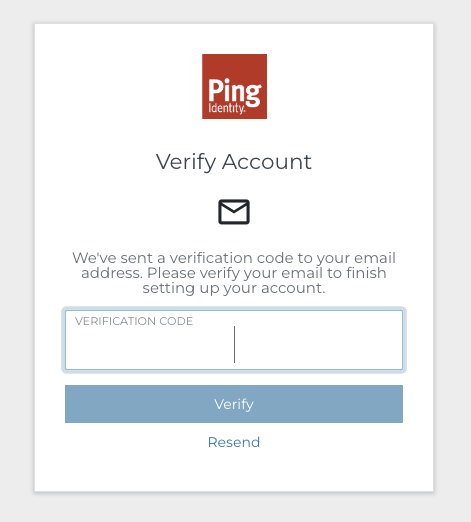 Ping
Identity.
Verify Account
We've sent a verification code to your email
address. Please verify your email to finish
setting up your account.
VERIFICATION CODE
Verify
Resend